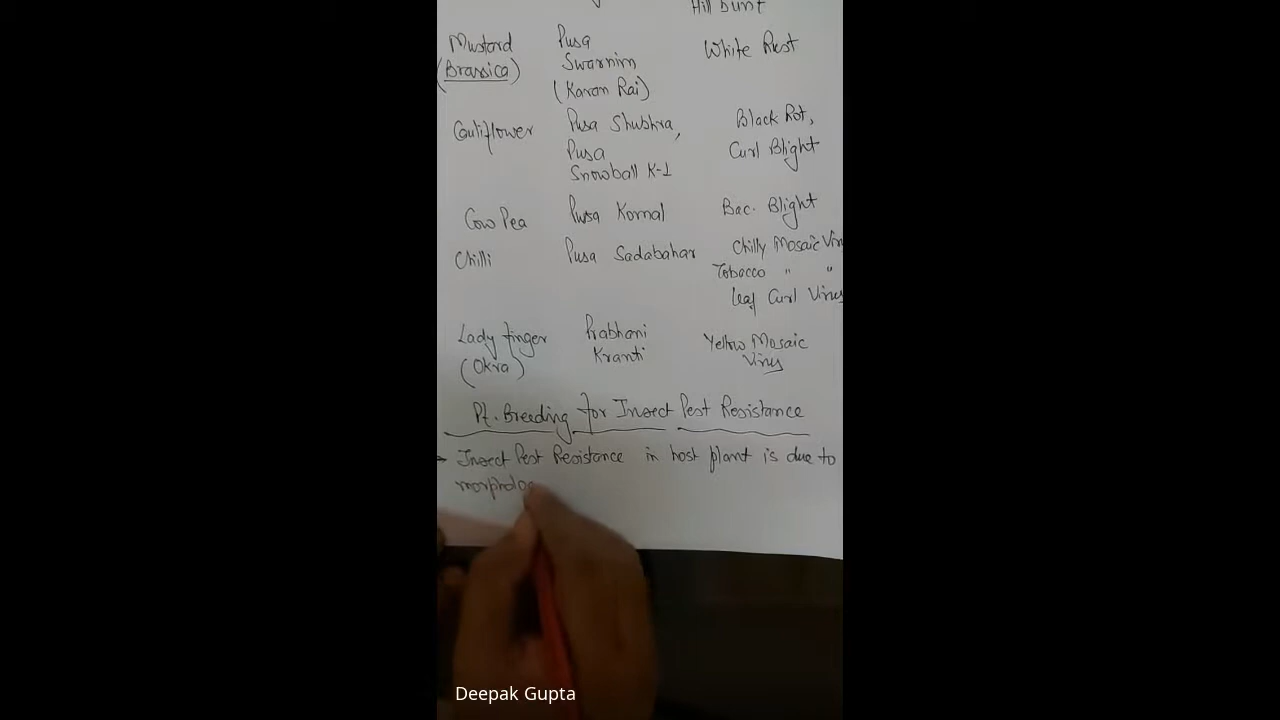 Hill bunt
Mustard Pusa White Rust
(Brassica) Swarnim
(Karan Rai)
Cauliflower Pusa Shubhra, Black Rot,
Pusa Curl Blight
Snowball K-1
Cow Pea Pusa Komal Bac. Blight
Chilli Pusa Sadabahar Chilly Mosaic Viru
Tobacco " "
Leaf Curl Virus
Lady finger Prabhani Yellow Mosaic
(Okra) Kranti Virus
Pt. Breeding for Insect Pest Resistance
→ Insect Pest Resistance in host plant is due to
morpholog
Deepak Gupta